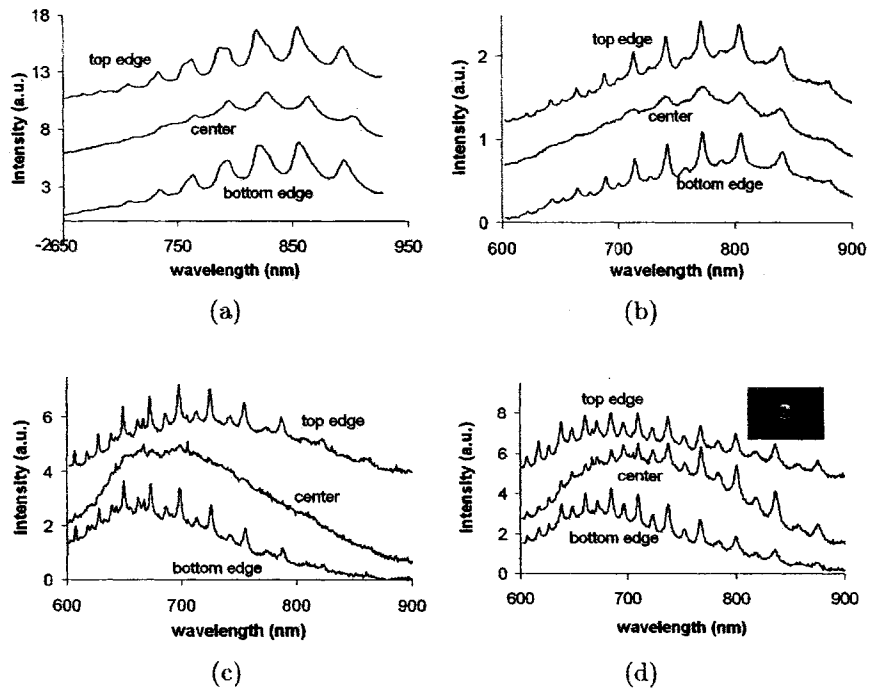 18
13
8
3
-2
Intensity (a.u.)
top edge
center
bottom edge
650 750 850 950
wavelength (nm)
(a)
2
1
0
Intensity (a.u.)
top edge
center
bottom edge
600 700 800 900
wavelength (nm)
(b)
6
4
2
0
Intensity (a.u.)
top edge
center
bottom edge
600 700 800 900
wavelength (nm)
(c)
8
6
4
2
0
Intensity (a.u.)
top edge
center
bottom edge
600 700 800 900
wavelength (nm)
(d)